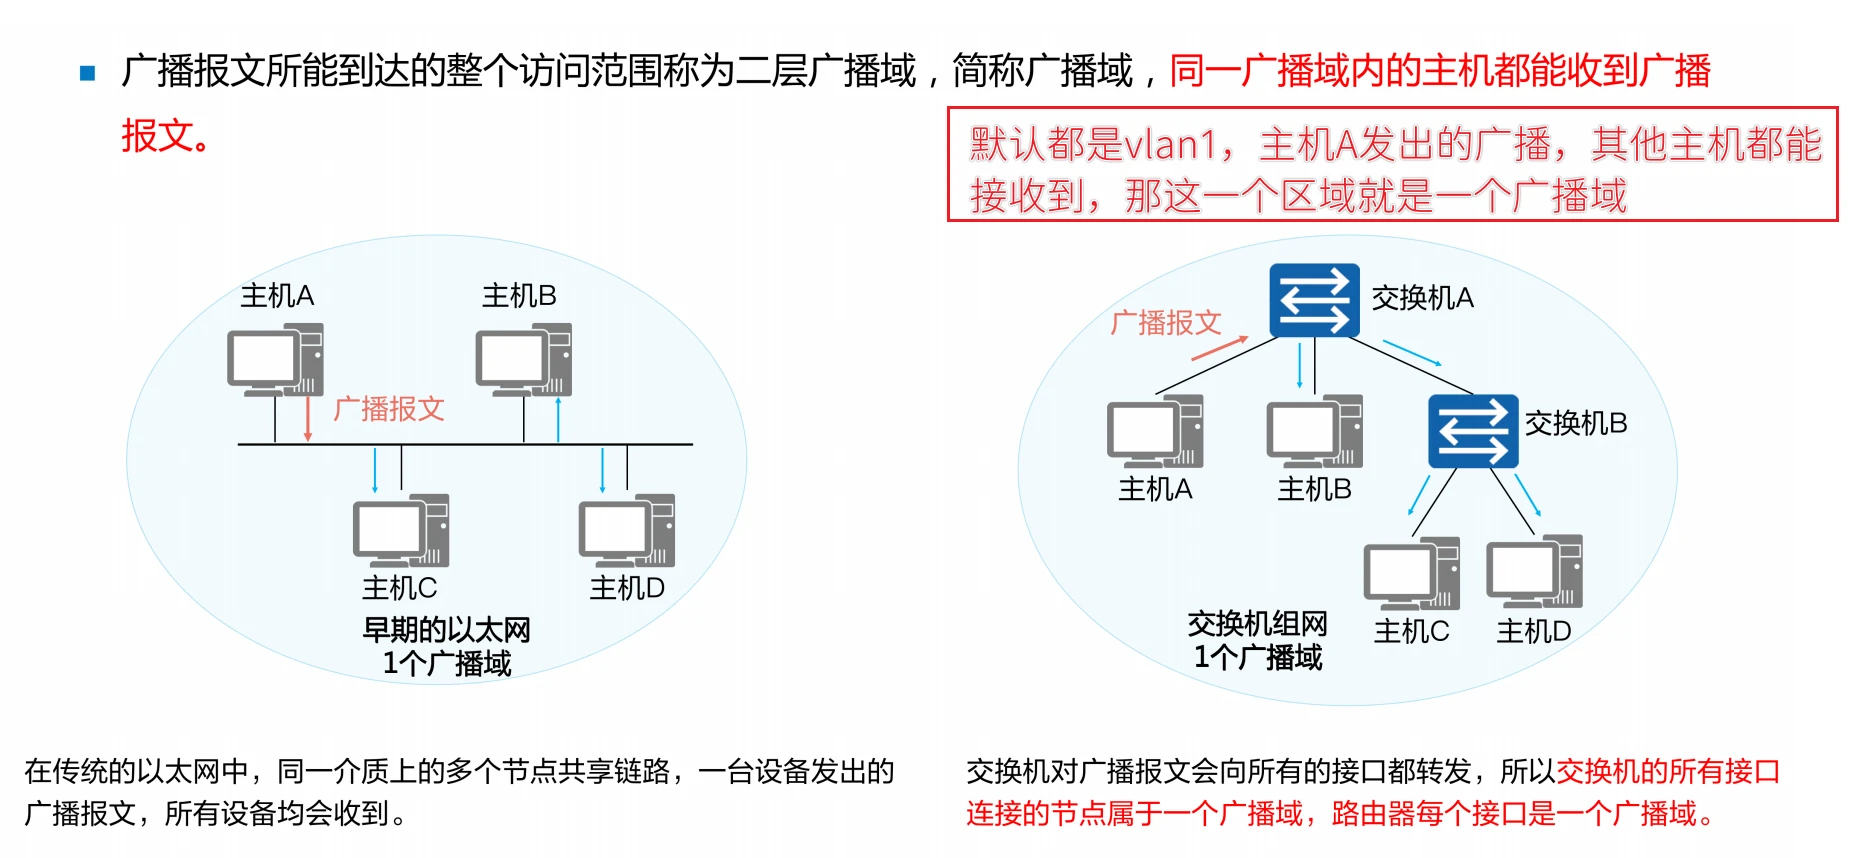 广播报文所能到达的整个访问范围称为二层广播域，简称广播域，同一广播域内的主机都能收到广播
报文。
默认都是vlan1，主机A发出的广播，其他主机都能
接收到，那这一个区域就是一个广播域
主机A
主机B
广播报文
主机C
主机D
早期的以太网
1个广播域
交换机A
广播报文
交换机B
主机A
主机B
主机C
主机D
交换机组网
1个广播域
在传统的以太网中，同一介质上的多个节点共享链路，一台设备发出的
广播报文，所有设备均会收到。
交换机对广播报文会向所有的接口都转发，所以交换机的所有接口
连接的节点属于一个广播域，路由器每个接口是一个广播域。